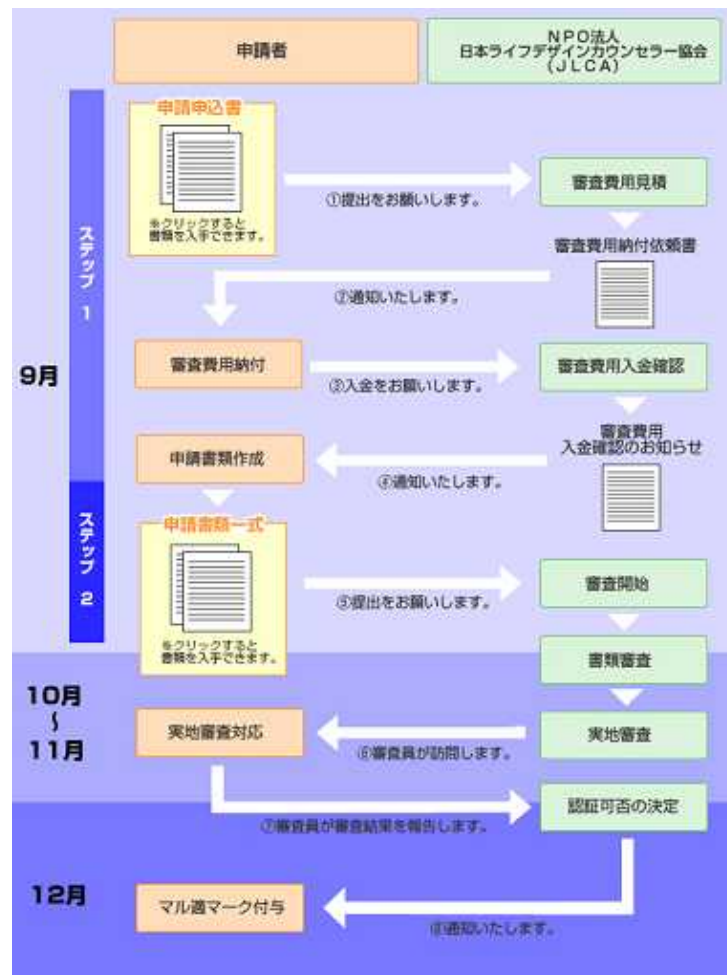 申請者
NPO法人
日本ライフデザインカウンセラー協会
(JLCA)
ステップ 1
9月
申請申込書
※クリックすると
書類を入手できます。
①提出をお願いします。
審査費用見積
審査費用納付依頼書
②通知いたします。
審査費用納付
③入金をお願いします。
審査費用入金確認
審査費用
入金確認のお知らせ
④通知いたします。
申請書類作成
ステップ 2
申請書類一式
※クリックすると
書類を入手できます。
⑤提出をお願いします。
審査開始
書類審査
10月
〜
11月
実地審査
⑥審査員が訪問します。
実地審査対応
⑦審査員が審査結果を報告します。
認証可否の決定
12月
⑧通知いたします。
マル適マーク付与